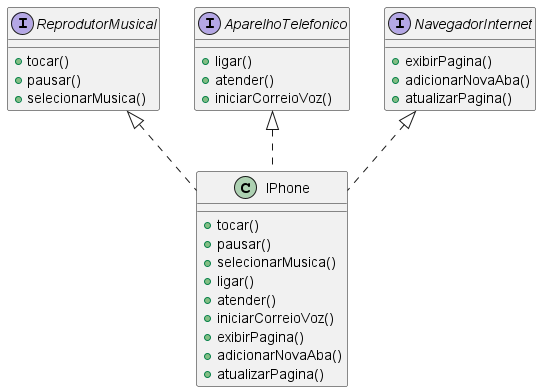 I ReprodutorMusical
tocar()
pausar()
selecionarMusica()
I AparelhoTelefonico
ligar()
atender()
iniciarCorreioVoz()
I NavegadorInternet
exibirPagina()
adicionarNovaAba()
atualizarPagina()
C IPhone
tocar()
pausar()
selecionarMusica()
ligar()
atender()
iniciarCorreioVoz()
exibirPagina()
adicionarNovaAba()
atualizarPagina()